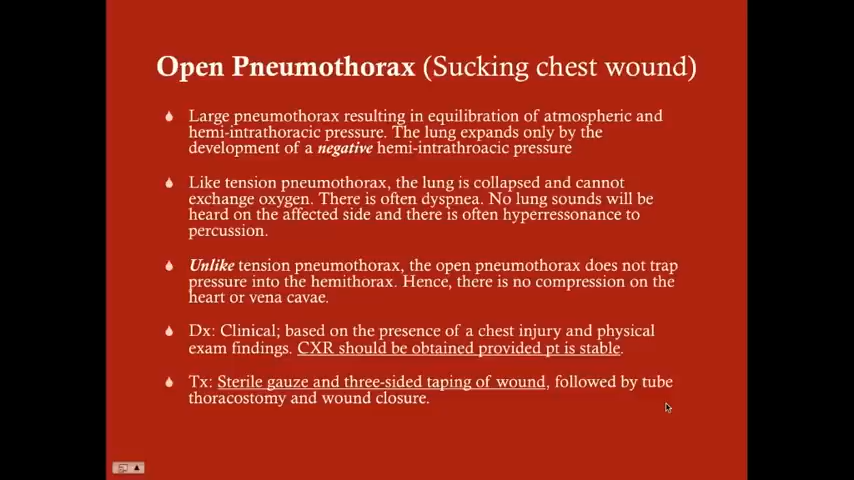 Open Pneumothorax (Sucking chest wound)
Large pneumothorax resulting in equilibration of atmospheric and
hemi-intrathoracic pressure. The lung expands only by the
development of a negative hemi-intrathroacic pressure
Like tension pneumothorax, the lung is collapsed and cannot
exchange oxygen. There is often dyspnea. No lung sounds will be
heard on the affected side and there is often hyperressonance to
percussion.
Unlike tension pneumothorax, the open pneumothorax does not trap
pressure into the hemithorax. Hence, there is no compression on the
heart or vena cavae.
Dx: Clinical; based on the presence of a chest injury and physical
exam findings. CXR should be obtained provided pt is stable.
Tx: Sterile gauze and three-sided taping of wound, followed by tube
thoracostomy and wound closure.